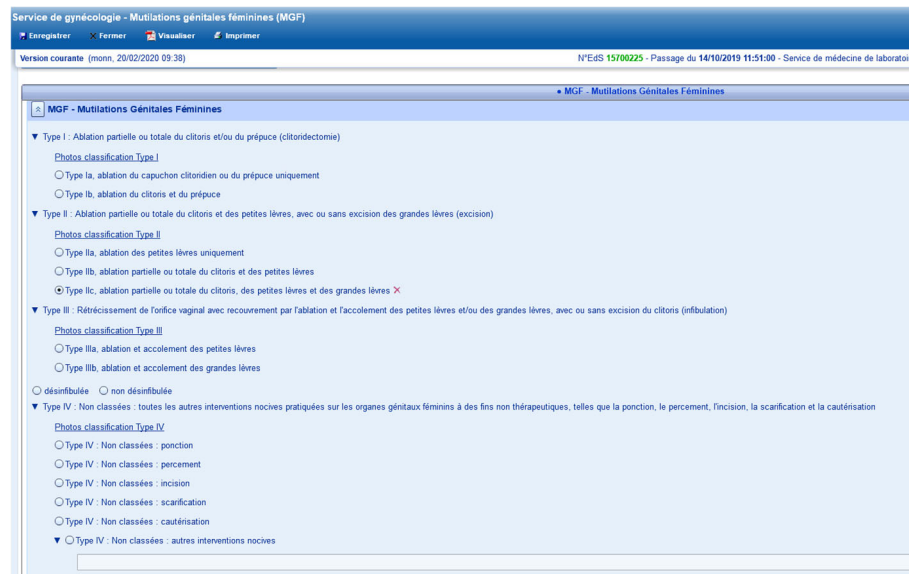 Service de gynécologie - Mutilations génitales féminines (MGF)
Enregistrer Fermer Visualiser Imprimer
Version courante (monn, 20/02/2020 09:38) N°EdS 15700225 - Passage du 14/10/2019 11:51:00 - Service de médecine de laboratoi
• MGF - Mutilations Génitales Féminines
MGF - Mutilations Génitales Féminines
Type I : Ablation partielle ou totale du clitoris et/ou du prépuce (clitoridectomie)
Photos classification Type I
Type Ia, ablation du capuchon clitoridien ou du prépuce uniquement
Type Ib, ablation du clitoris et du prépuce
Type II : Ablation partielle ou totale du clitoris et des petites lèvres, avec ou sans excision des grandes lèvres (excision)
Photos classification Type II
Type IIa, ablation des petites lèvres uniquement
Type IIb, ablation partielle ou totale du clitoris et des petites lèvres
Type IIc, ablation partielle ou totale du clitoris, des petites lèvres et des grandes lèvres
Type III : Rétrécissement de l'orifice vaginal avec recouvrement par l'ablation et l'accolement des petites lèvres et/ou des grandes lèvres, avec ou sans excision du clitoris (infibulation)
Photos classification Type III
Type IIIa, ablation et accolement des petites lèvres
Type IIIb, ablation et accolement des grandes lèvres
désinfibulée non désinfibulée
Type IV : Non classées : toutes les autres interventions nocives pratiquées sur les organes génitaux féminins à des fins non thérapeutiques, telles que la ponction, le percement, l'incision, la scarification et la cautérisation
Photos classification Type IV
Type IV : Non classées : ponction
Type IV : Non classées : percement
Type IV : Non classées : incision
Type IV : Non classées : scarification
Type IV : Non classées : cautérisation
Type IV : Non classées : autres interventions nocives